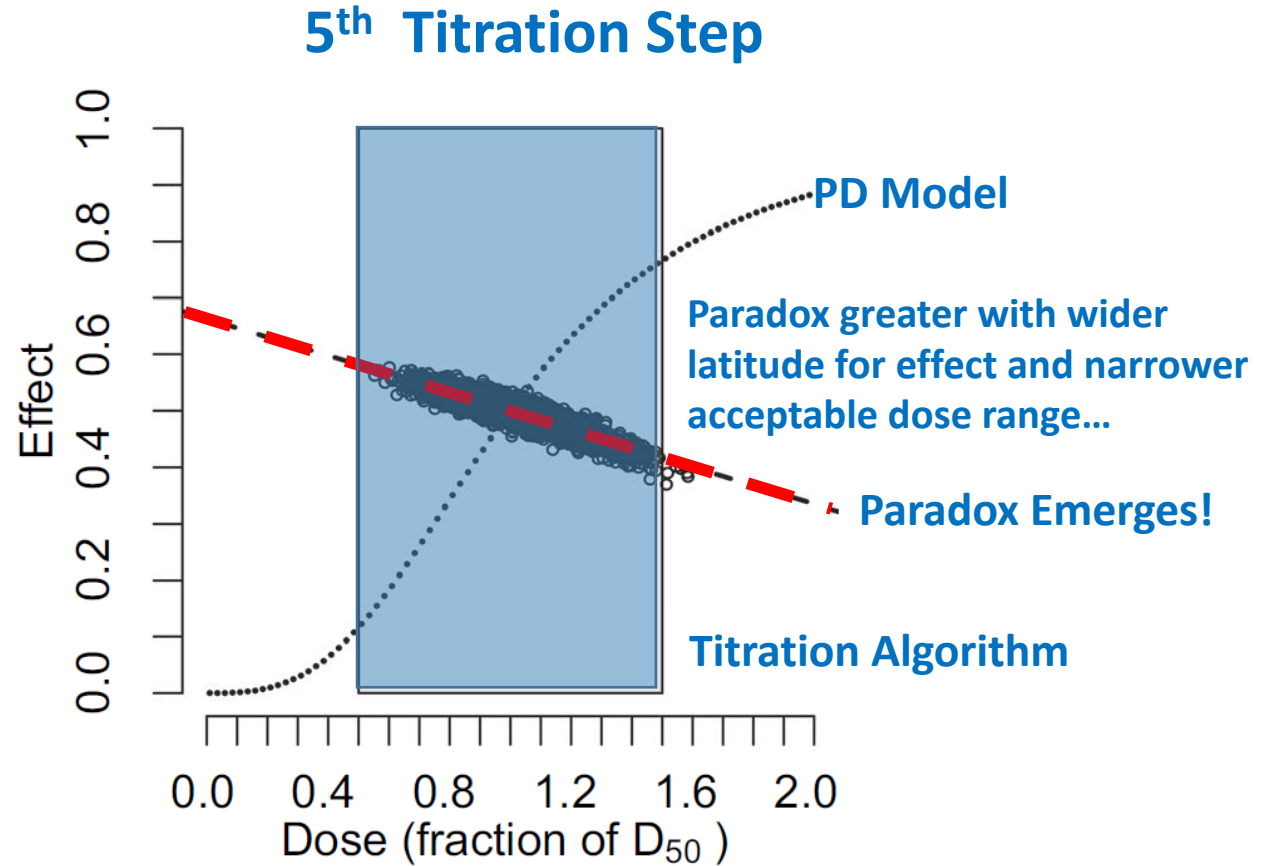 5th Titration Step
1.0
0.8
0.6
0.4
0.2
0.0
Effect
PD Model
Paradox greater with wider
latitude for effect and narrower
acceptable dose range...
Paradox Emerges!
Titration Algorithm
0.0 0.4 0.8 1.2 1.6 2.0
Dose (fraction of D50 )